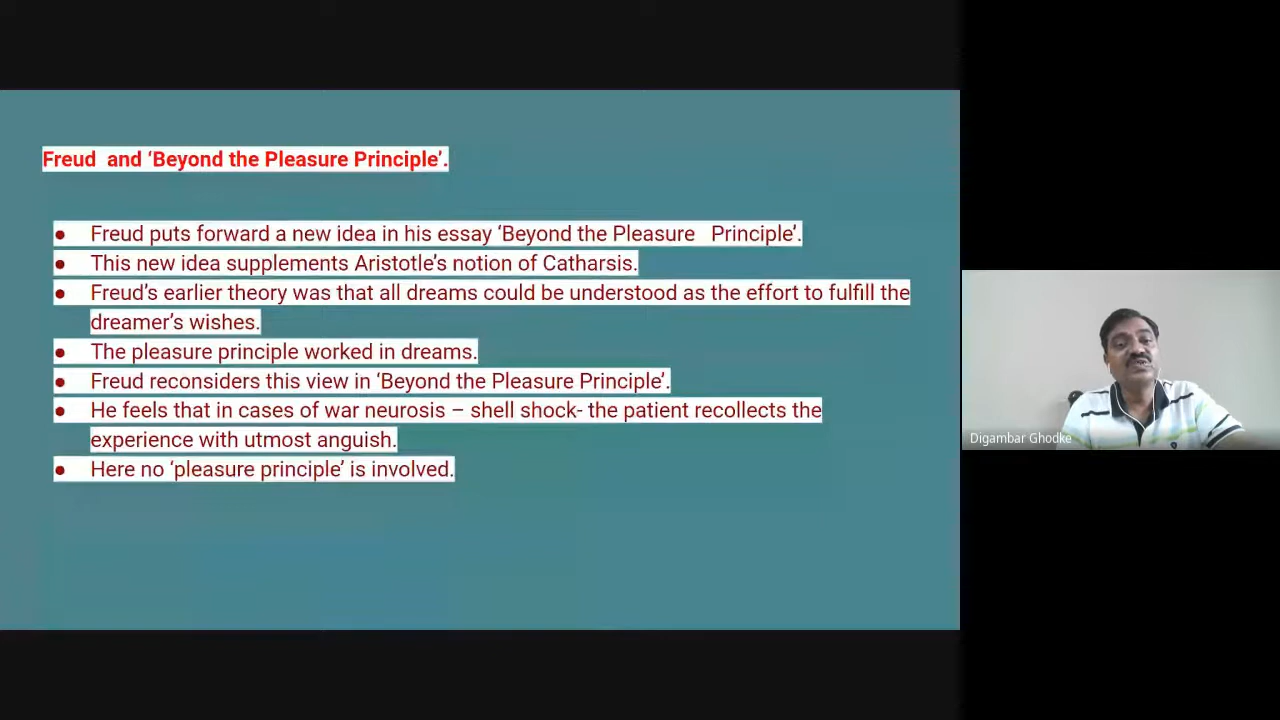 Freud and ‘Beyond the Pleasure Principle’.
● Freud puts forward a new idea in his essay ‘Beyond the Pleasure Principle’.
● This new idea supplements Aristotle’s notion of Catharsis.
● Freud’s earlier theory was that all dreams could be understood as the effort to fulfill the
dreamer’s wishes.
● The pleasure principle worked in dreams.
● Freud reconsiders this view in ‘Beyond the Pleasure Principle’.
● He feels that in cases of war neurosis – shell shock- the patient recollects the
experience with utmost anguish.
● Here no ‘pleasure principle’ is involved.
Digambar Ghodke